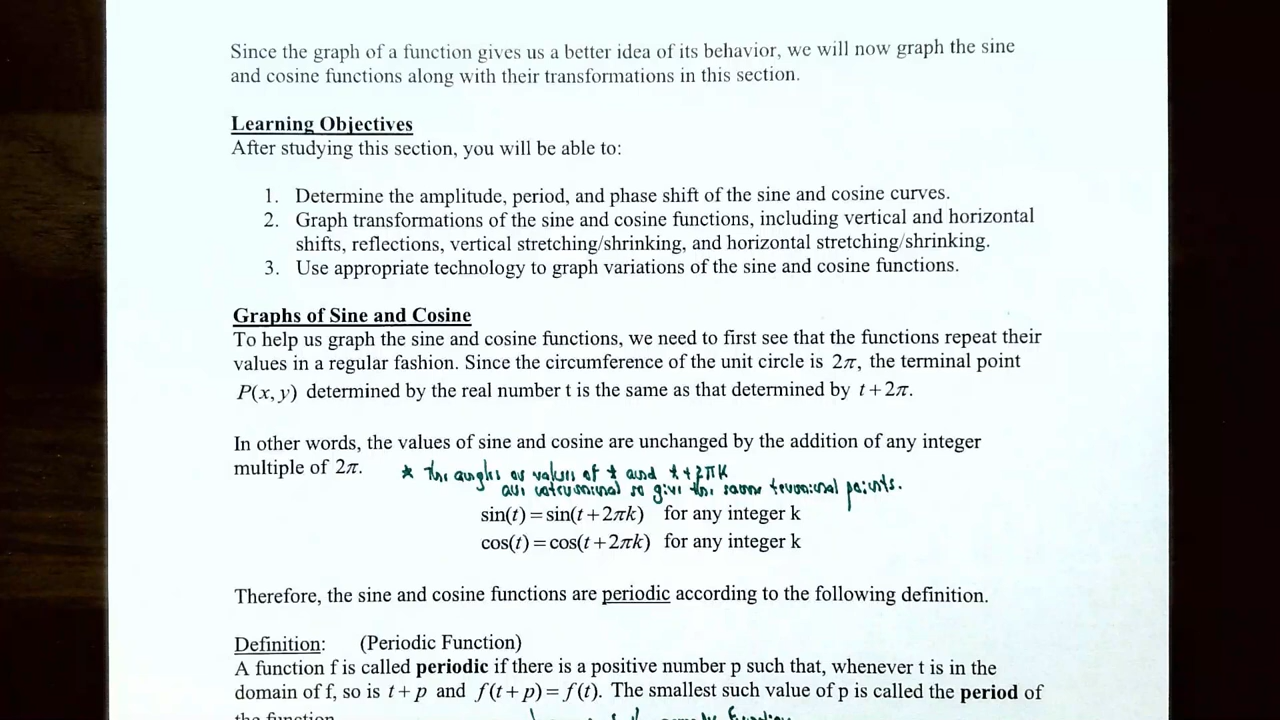 Since the graph of a function gives us a better idea of its behavior, we will now graph the sine
and cosine functions along with their transformations in this section.
Learning Objectives
After studying this section, you will be able to:
1. Determine the amplitude, period, and phase shift of the sine and cosine curves.
2. Graph transformations of the sine and cosine functions, including vertical and horizontal
shifts, reflections, vertical stretching/shrinking, and horizontal stretching/shrinking.
3. Use appropriate technology to graph variations of the sine and cosine functions.
Graphs of Sine and Cosine
To help us graph the sine and cosine functions, we need to first see that the functions repeat their
values in a regular fashion. Since the circumference of the unit circle is 2π, the terminal point
P(x, y) determined by the real number t is the same as that determined by t + 2π.
In other words, the values of sine and cosine are unchanged by the addition of any integer
multiple of 2π.
* the angles or values of t and t + 2πk
are coterminal so give the same terminal points.
sin(t) = sin(t + 2πk) for any integer k
cos(t) = cos(t + 2πk) for any integer k
Therefore, the sine and cosine functions are periodic according to the following definition.
Definition: (Periodic Function)
A function f is called periodic if there is a positive number p such that, whenever t is in the
domain of f, so is t + p and f(t + p) = f(t). The smallest such value of p is called the period of
the function